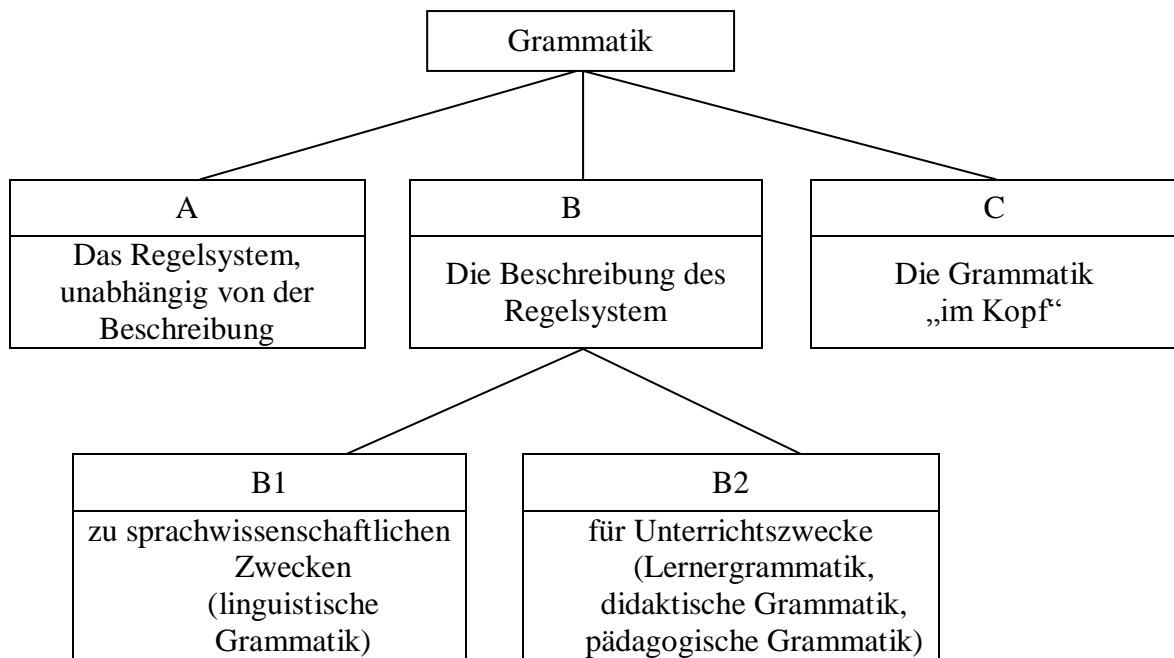 Grammatik
A
Das Regelsystem,
unabhängig von der
Beschreibung
B
Die Beschreibung des
Regelsystem
C
Die Grammatik
„im Kopf“
B1
zu sprachwissenschaftlichen
Zwecken
(linguistische
Grammatik)
B2
für Unterrichtszwecke
(Lernergrammatik,
didaktische Grammatik,
pädagogische Grammatik)